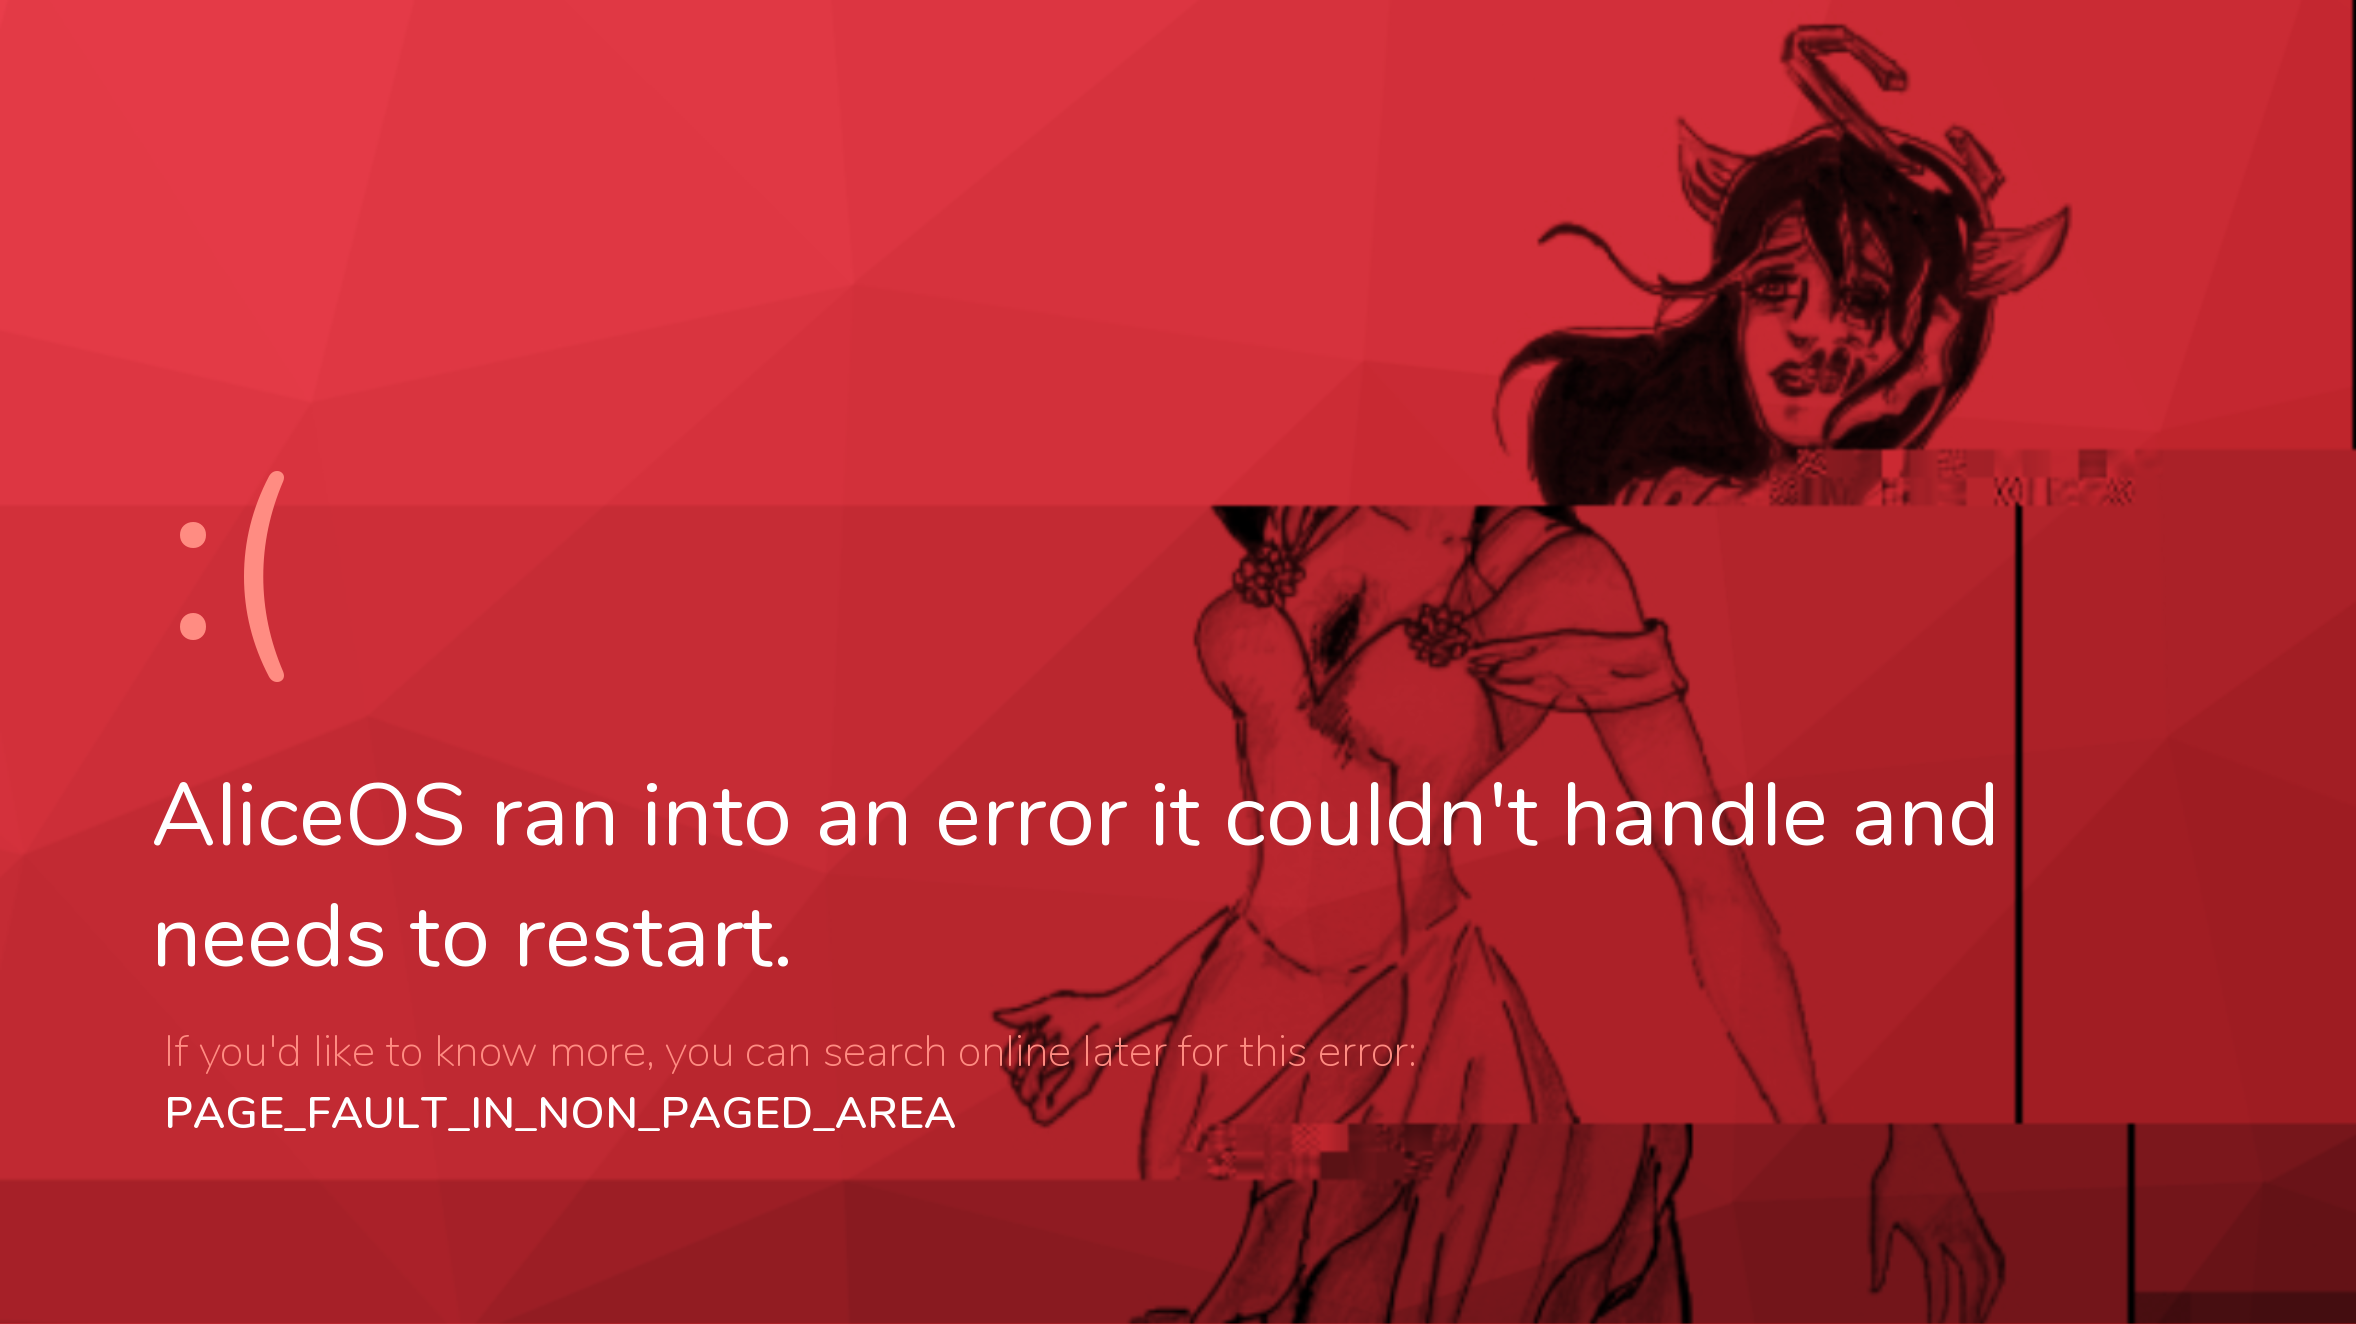 :(
AliceOS ran into an error it couldn't handle and
needs to restart.
If you'd like to know more, you can search online later for this error:
PAGE_FAULT_IN_NON_PAGED_AREA